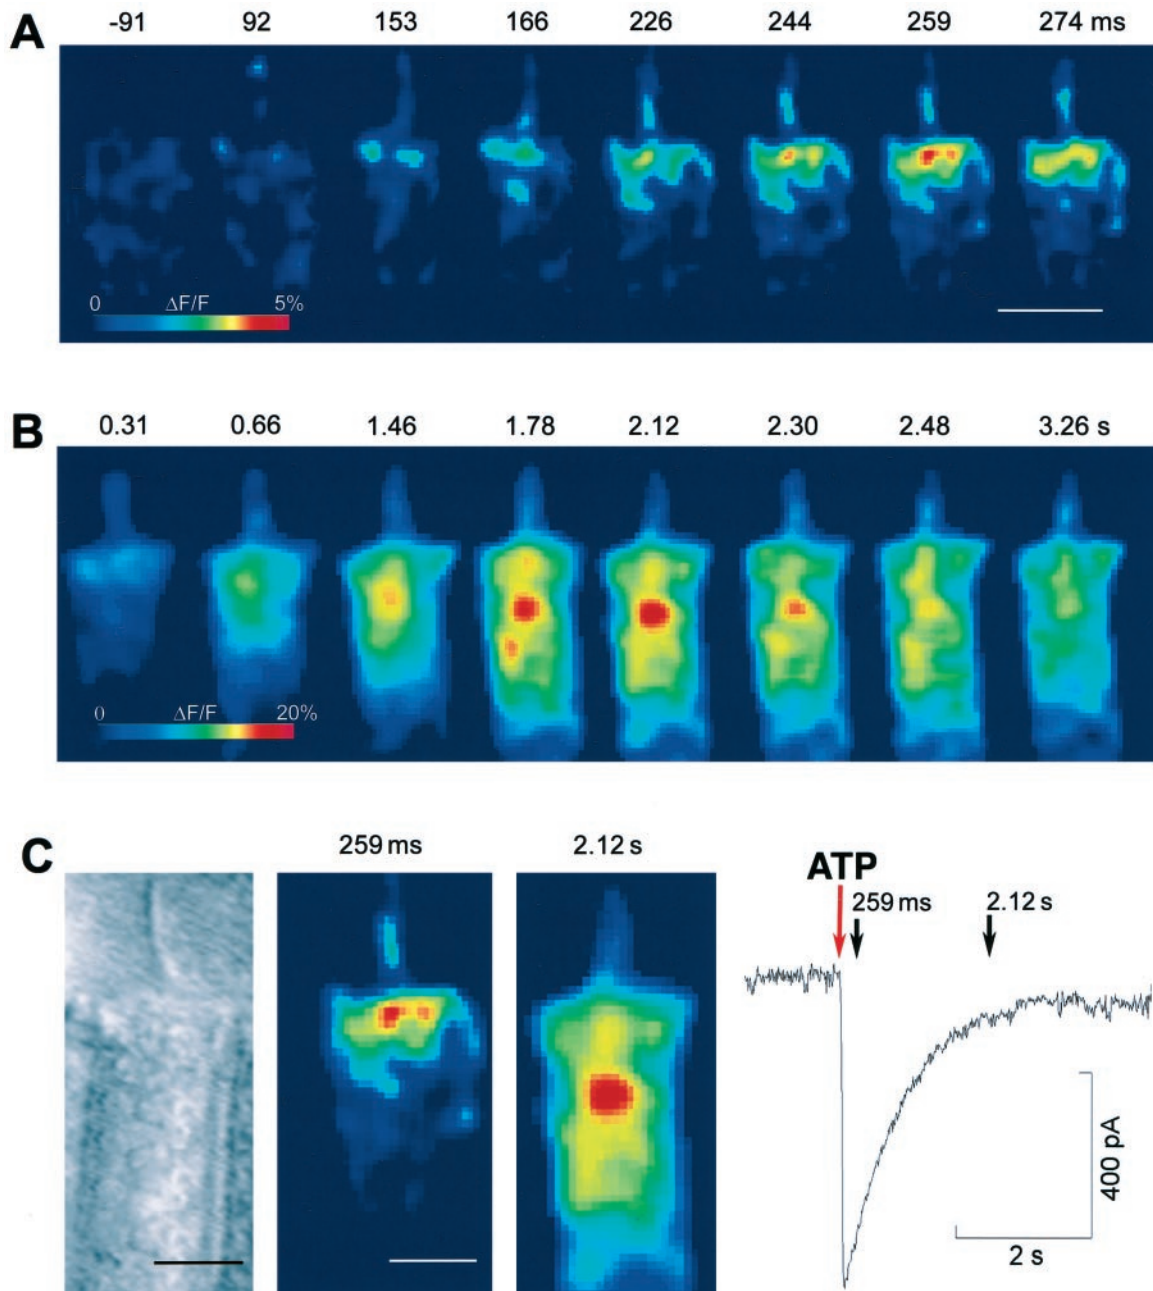 A
-91 92 153 166 226 244 259 274 ms
0 ΔF/F 5%
B
0.31 0.66 1.46 1.78 2.12 2.30 2.48 3.26 s
0 ΔF/F 20%
C
259 ms 2.12 s
ATP
259 ms 2.12 s
400 pA
2 s